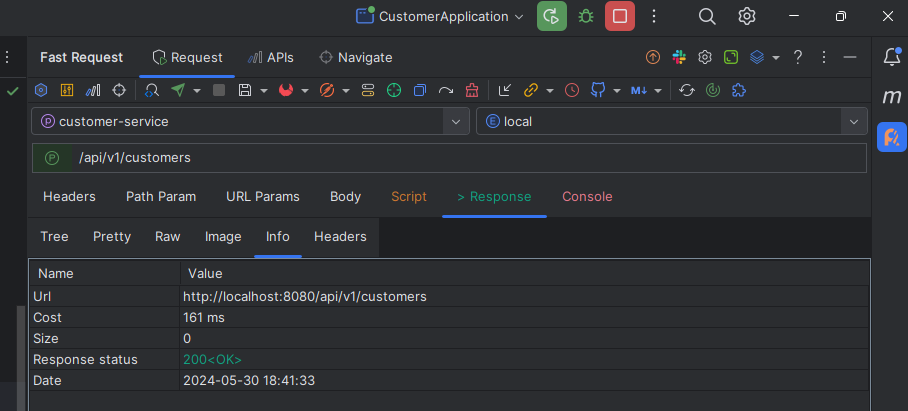 CustomerApplication
Fast Request Request APIs Navigate
M↓
P customer-service E local
m
P /api/v1/customers
Headers Path Param URL Params Body Script > Response Console
Tree Pretty Raw Image Info Headers
Name Value
Url http://localhost:8080/api/v1/customers
Cost 161 ms
Size 0
Response status 200<OK>
Date 2024-05-30 18:41:33